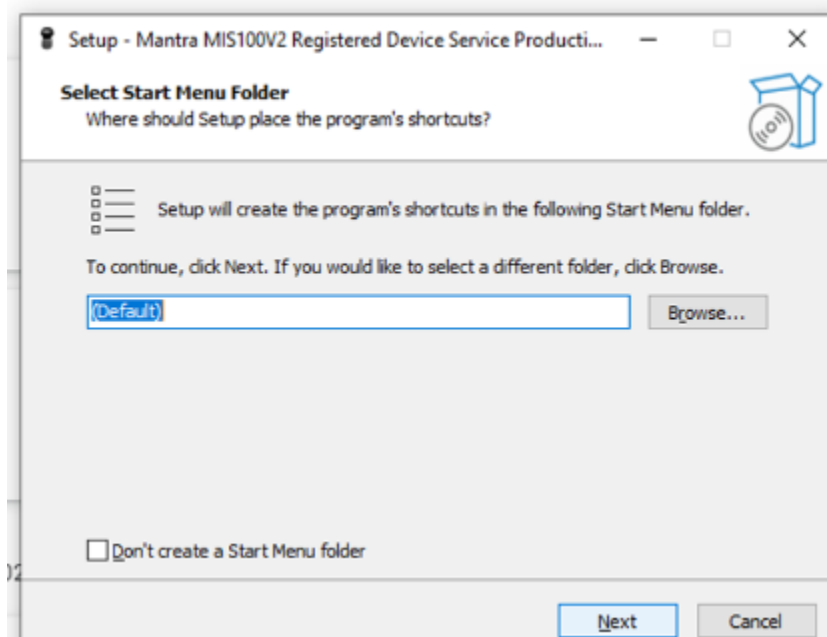 Setup - Mantra MIS100V2 Registered Device Service Producti...
Select Start Menu Folder
Where should Setup place the program's shortcuts?
Setup will create the program's shortcuts in the following Start Menu folder.
To continue, click Next. If you would like to select a different folder, click Browse.
(Default)
Browse...
Don't create a Start Menu folder
Next
Cancel